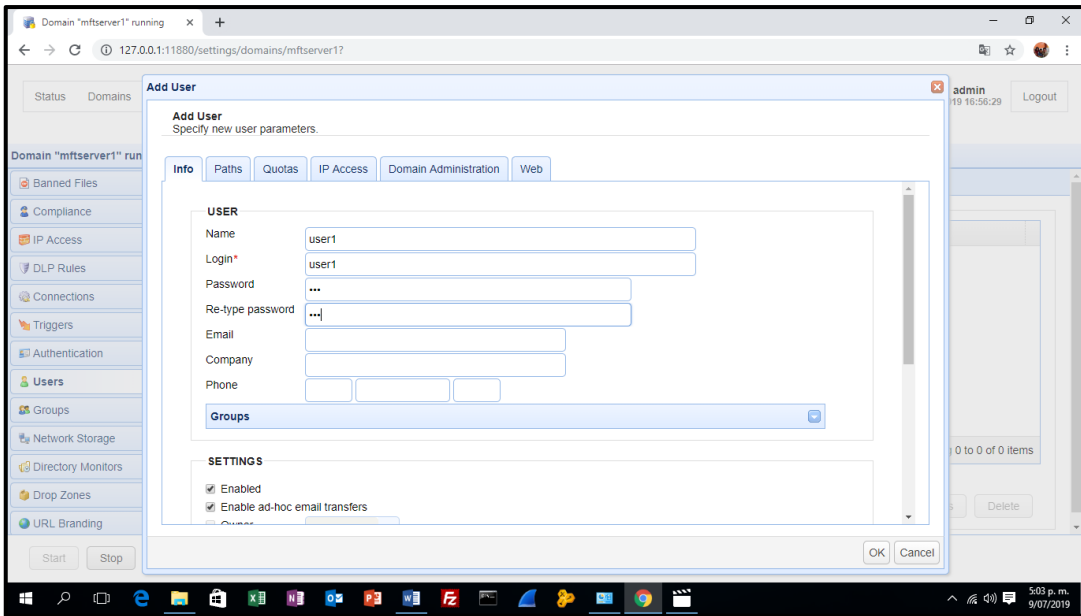 Domain "mftserver1" running
127.0.0.1:11880/settings/domains/mftserver1?
Status Domains
admin
19 16:56:29
Logout
Add User
Add User
Specify new user parameters.
Domain "mftserver1" run
Info Paths Quotas IP Access Domain Administration Web
Banned Files
Compliance
IP Access
DLP Rules
Connections
Triggers
Authentication
Users
Groups
Network Storage
Directory Monitors
Drop Zones
URL Branding
USER
Name user1
Login* user1
Password •••
Re-type password •••
Email
Company
Phone
Groups
SETTINGS
Enabled
Enable ad-hoc email transfers
Owner
0 to 0 of 0 items
Delete
Start Stop
OK Cancel
5:03 p. m.
9/07/2019